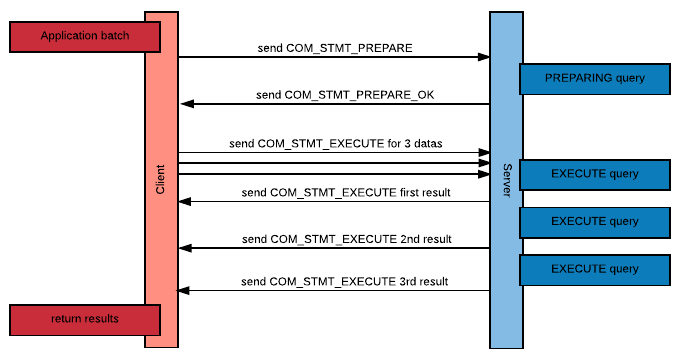 Application batch
send COM_STMT_PREPARE
PREPARING query
send COM_STMT_PREPARE_OK
send COM_STMT_EXECUTE for 3 datas
Client
Server
EXECUTE query
send COM_STMT_EXECUTE first result
EXECUTE query
send COM_STMT_EXECUTE 2nd result
EXECUTE query
send COM_STMT_EXECUTE 3rd result
return results